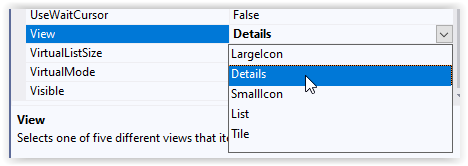 UseWaitCursor False
View Details
VirtualListSize LargeIcon
VirtualMode Details
Visible SmallIcon
List
Tile
View
Selects one of five different views that